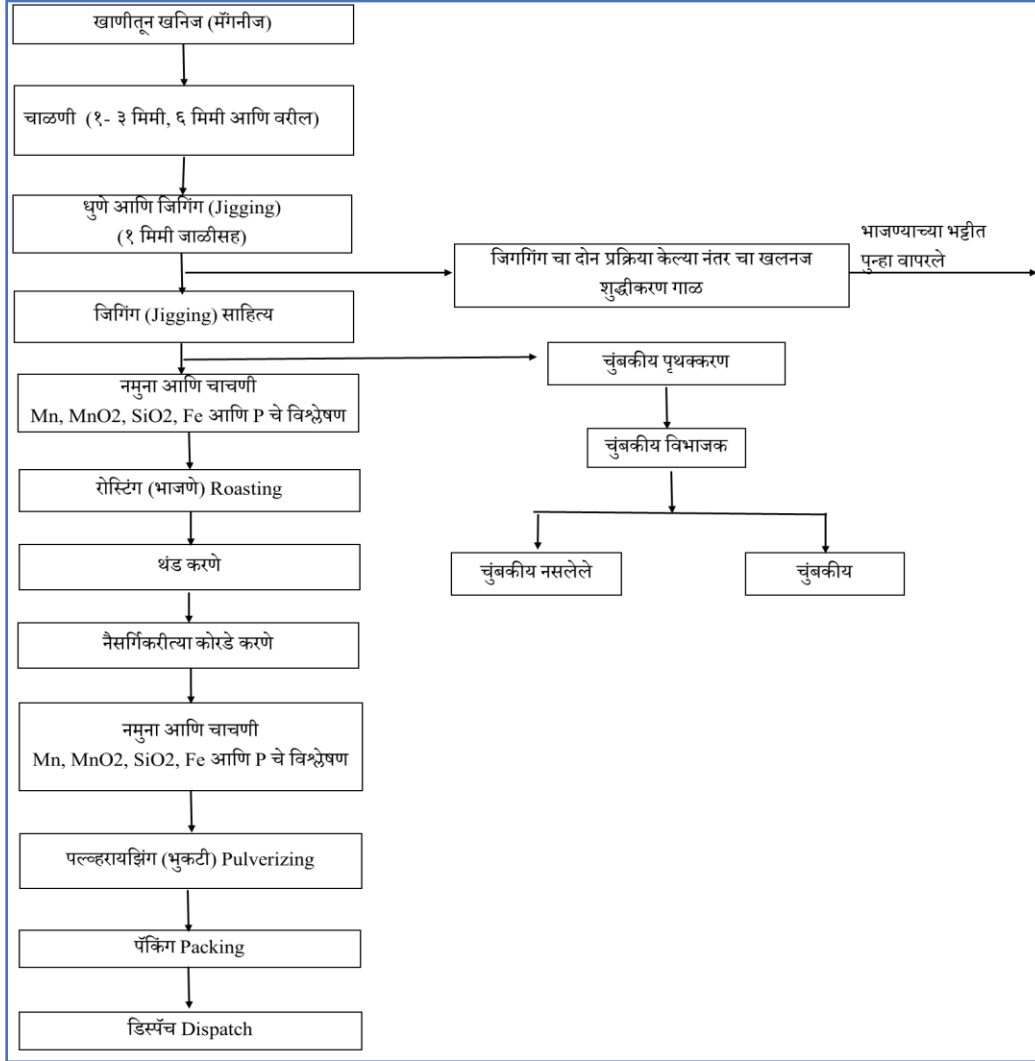 खाणीतून खनिज (मॅंगनीज)
चाळणी (१- ३ मिमी, ६ मिमी आणि वरील)
धुणे आणि जिगिंग (Jigging)
(१ मिमी जाळीसह)
जिगगिंग चा दोन प्रक्रिया केल्या नंतर चा खलनज
शुद्धीकरण गाळ
भाजण्याच्या भट्टीत
पुन्हा वापरले
जिगिंग (Jigging) साहित्य
चुंबकीय पृथक्करण
नमुना आणि चाचणी
Mn, MnO2, SiO2, Fe आणि P चे विश्लेषण
चुंबकीय विभाजक
रोस्टिंग (भाजणे) Roasting
थंड करणे
चुंबकीय नसलेले
चुंबकीय
नैसर्गिकरीत्या कोरडे करणे
नमुना आणि चाचणी
Mn, MnO2, SiO2, Fe आणि P चे विश्लेषण
पल्व्हरायझिंग (भुकटी) Pulverizing
पॅकिंग Packing
डिस्पॅच Dispatch